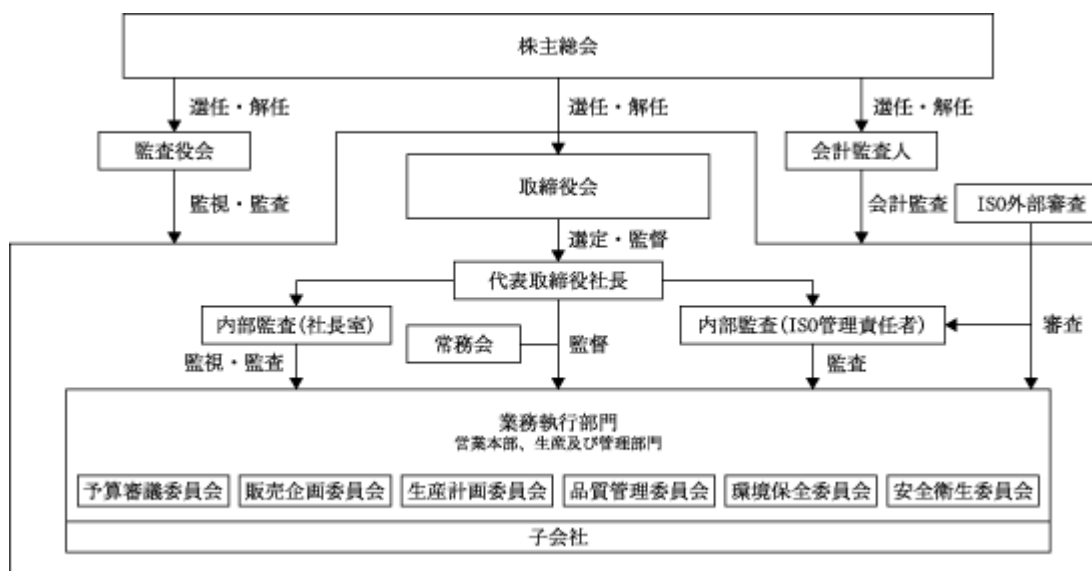 株主総会
選任・解任
選任・解任
選任・解任
監査役会
会計監査人
取締役会
監視・監査
会計監査
ISO外部審査
選定・監督
代表取締役社長
内部監査(社長室)
常務会
内部監査(ISO管理責任者)
監視・監査
監督
監査
審査
業務執行部門
営業本部、生産及び管理部門
予算審議委員会
販売企画委員会
生産計画委員会
品質管理委員会
環境保全委員会
安全衛生委員会
子会社